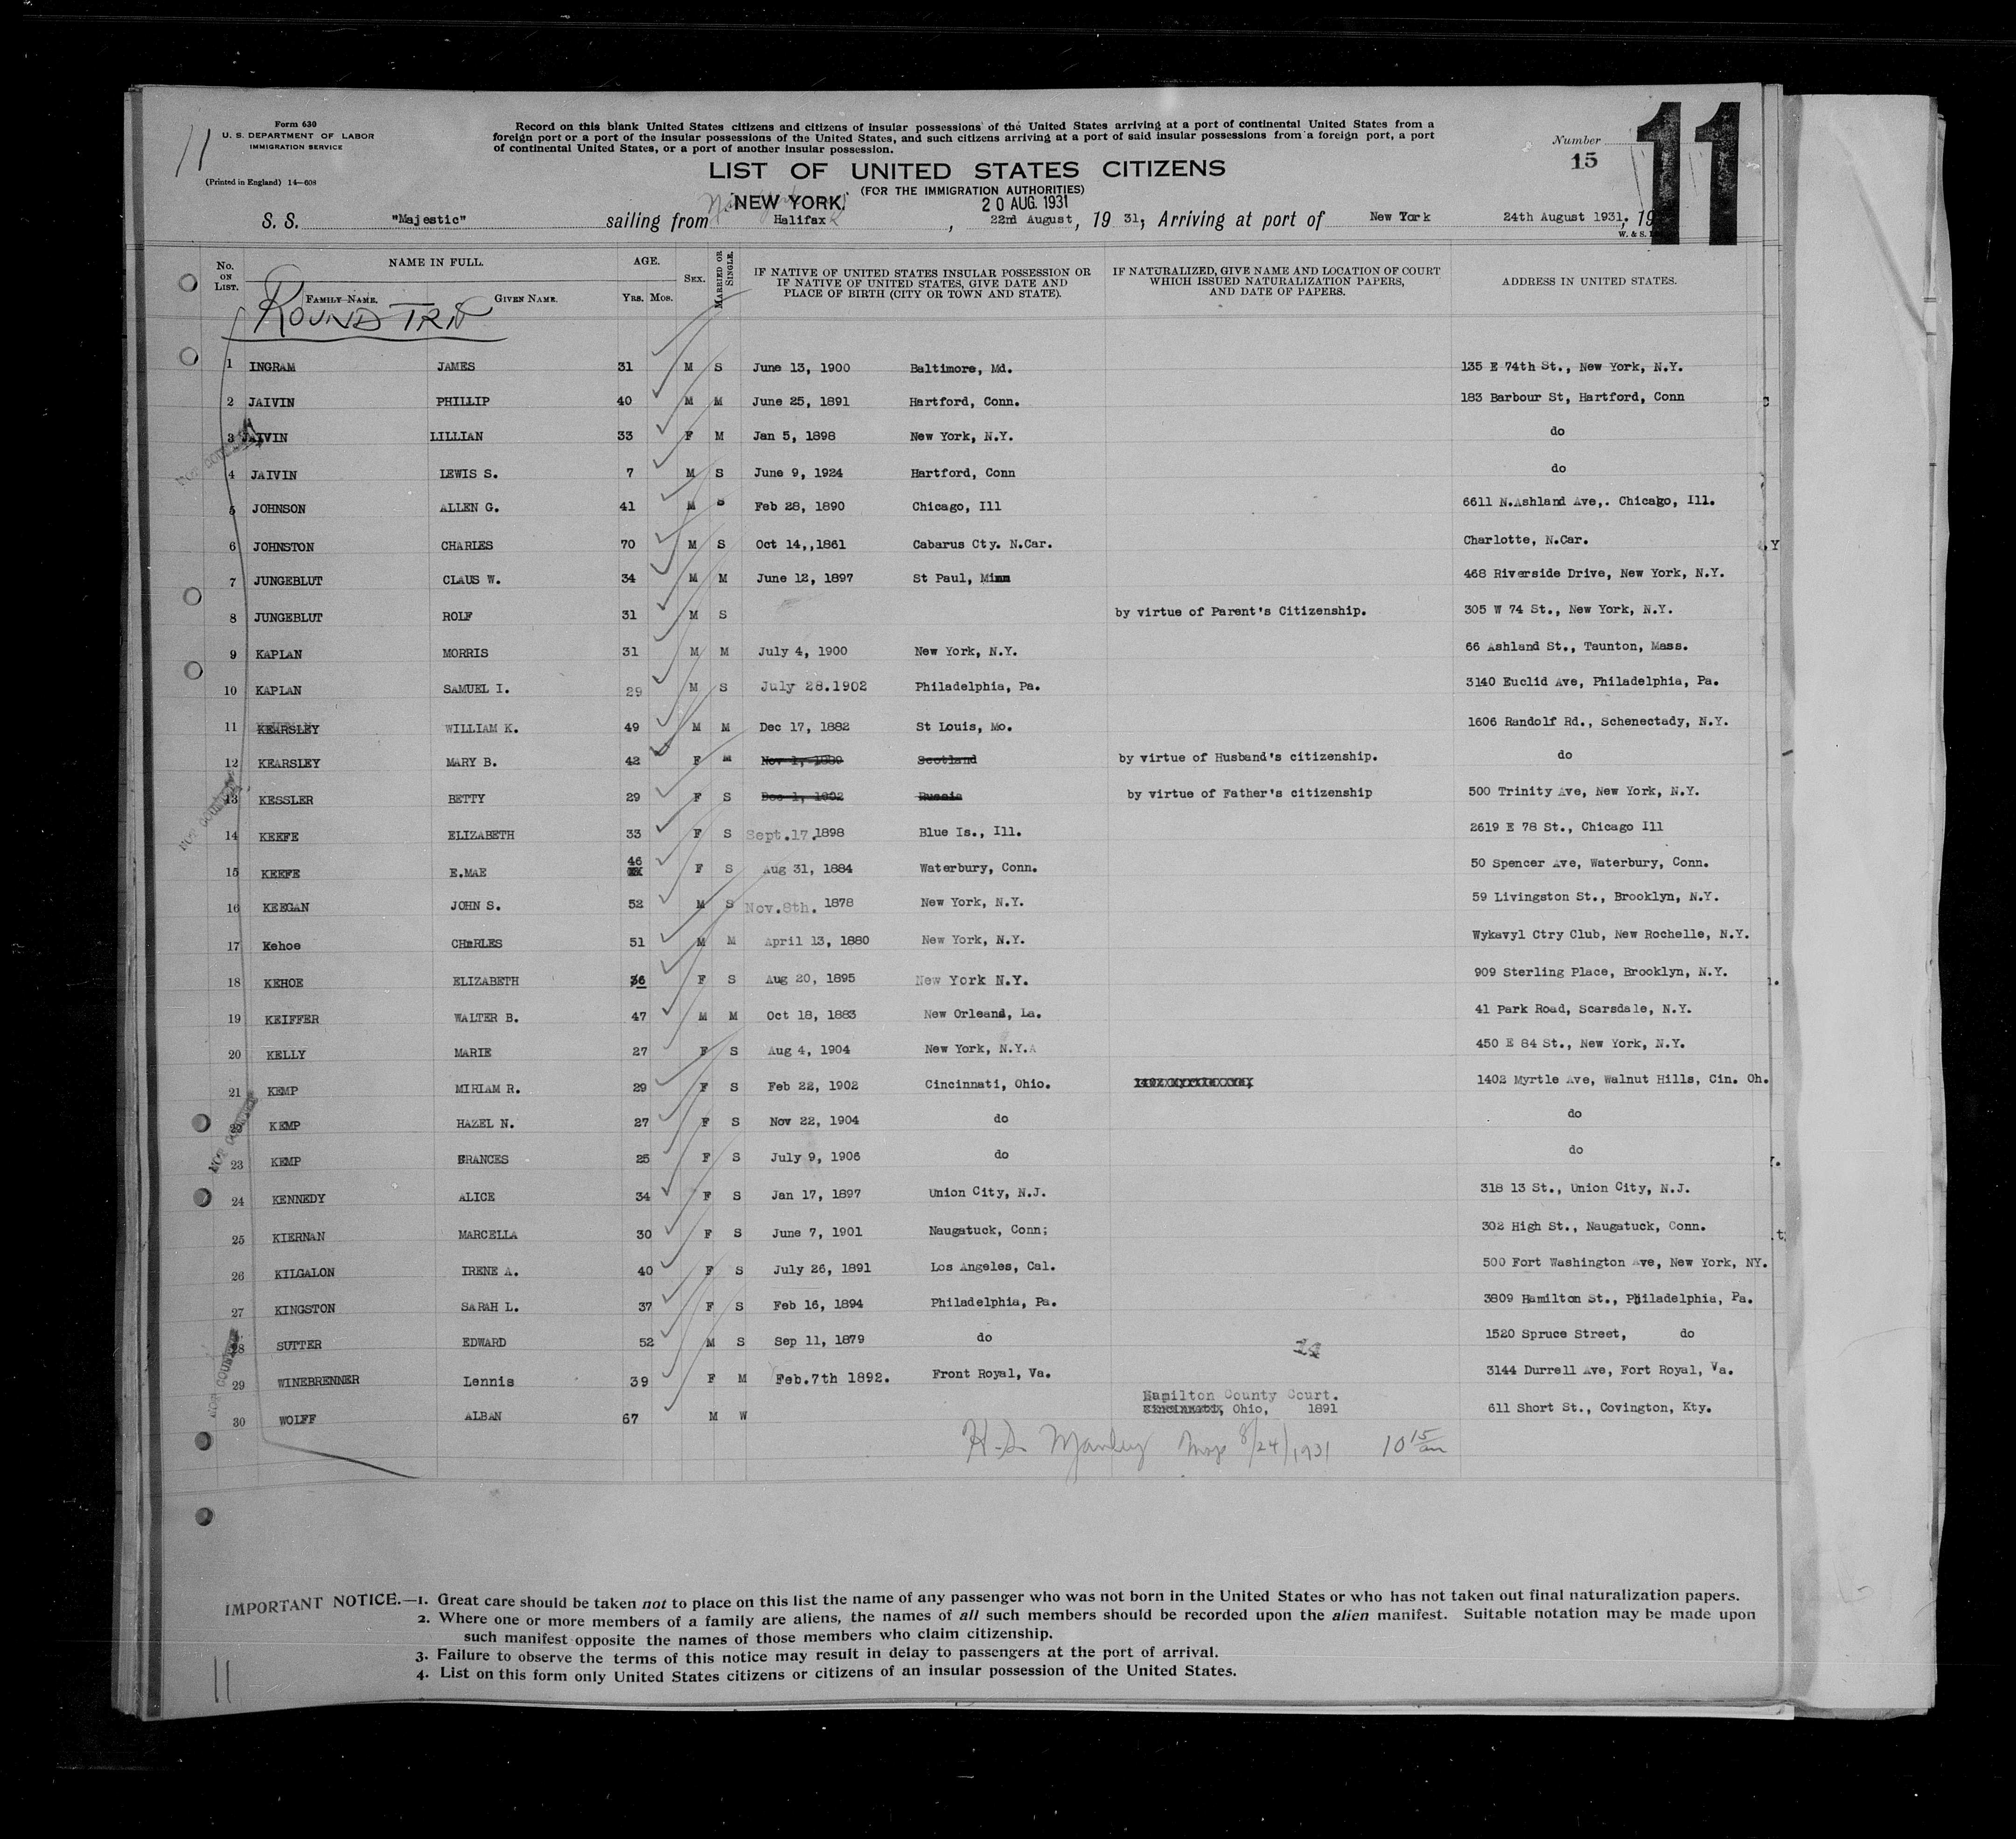 Form 630
U. S. DEPARTMENT OF LABOR
IMMIGRATION SERVICE
(Printed in England) 14—608
11
Record on this blank United States citizens and citizens of insular possessions of the United States arriving at a port of continental United States from a
foreign port or a port of the insular possessions of the United States, and such citizens arriving at a port of said insular possessions from a foreign port, a port
of continental United States, or a port of another insular possession.
Number
15
11
LIST OF UNITED STATES CITIZENS
(FOR THE IMMIGRATION AUTHORITIES)
NEW YORK. 20 AUG. 1931
S. S. "Majestic" sailing from Halifax, 22nd August, 19 31, Arriving at port of New York 24th August 1931, 19
W. & S.
No. ON LIST. NAME IN FULL. AGE. SEX. MARRIED OR SINGLE. IF NATIVE OF UNITED STATES INSULAR POSSESSION OR IF NATIVE OF UNITED STATES, GIVE DATE AND PLACE OF BIRTH (CITY OR TOWN AND STATE). IF NATURALIZED, GIVE NAME AND LOCATION OF COURT WHICH ISSUED NATURALIZATION PAPERS, AND DATE OF PAPERS. ADDRESS IN UNITED STATES.
FAMILY NAME. GIVEN NAME. YRS. MOS.
ROUND TRIP
1 INGRAM JAMES 31 M S June 13, 1900 Baltimore, Md. 135 E 74th St., New York, N.Y.
2 JAIVIN PHILLIP 40 M M June 25, 1891 Hartford, Conn. 183 Barbour St, Hartford, Conn
3 JAIVIN LILLIAN 33 F M Jan 5, 1898 New York, N.Y. do
4 JAIVIN LEWIS S. 7 M S June 9, 1924 Hartford, Conn do
5 JOHNSON ALLEN G. 41 M S Feb 28, 1890 Chicago, Ill 6611 N.Ashland Ave,. Chicago, Ill.
6 JOHNSTON CHARLES 70 M S Oct 14,,1861 Cabarus Cty. N.Car. Charlotte, N.Car.
7 JUNGEBLUT CLAUS W. 34 M M June 12, 1897 St Paul, Minn 468 Riverside Drive, New York, N.Y.
8 JUNGEBLUT ROLF 31 M S by virtue of Parent's Citizenship. 305 W 74 St., New York, N.Y.
9 KAPLAN MORRIS 31 M M July 4, 1900 New York, N.Y. 66 Ashland St., Taunton, Mass.
10 KAPLAN SAMUEL I. 29 M S July 28.1902 Philadelphia, Pa. 3140 Euclid Ave, Philadelphia, Pa.
11 KEARSLEY WILLIAM K. 49 M M Dec 17, 1882 St Louis, Mo. 1606 Randolf Rd., Schenectady, N.Y.
12 KEARSLEY MARY B. 42 F M Nov 1, 1889 Scotland by virtue of Husband's citizenship. do
13 KESSLER BETTY 29 F S Dec 1, 1902 Russia by virtue of Father's citizenship 500 Trinity Ave, New York, N.Y.
14 KEEFE ELIZABETH 33 F S Sept.17.1898 Blue Is., Ill. 2619 E 78 St., Chicago Ill
15 KEEFE E.MAE 46 F S Aug 31, 1884 Waterbury, Conn. 50 Spencer Ave, Waterbury, Conn.
16 KEEGAN JOHN S. 52 M S Nov.8th. 1878 New York, N.Y. 59 Livingston St., Brooklyn, N.Y.
17 Kehoe CHARLES 51 M M April 13, 1880 New York, N.Y. Wykavyl Ctry Club, New Rochelle, N.Y.
18 KEHOE ELIZABETH 36 F S Aug 20, 1895 New York N.Y. 909 Sterling Place, Brooklyn, N.Y.
19 KEIFFER WALTER B. 47 M M Oct 18, 1883 New Orleans, La. 41 Park Road, Scarsdale, N.Y.
20 KELLY MARIE 27 F S Aug 4, 1904 New York, N.Y. 450 E 84 St., New York, N.Y.
21 KEMP MIRIAM R. 29 F S Feb 22, 1902 Cincinnati, Ohio. 1402 Myrtle Ave, Walnut Hills, Cin. Oh.
22 KEMP HAZEL N. 27 F S Nov 22, 1904 do do
23 KEMP FRANCES 25 F S July 9, 1906 do do
24 KENNEDY ALICE 34 F S Jan 17, 1897 Union City, N.J. 318 13 St., Union City, N.J.
25 KIERNAN MARCELLA 30 F S June 7, 1901 Naugatuck, Conn; 302 High St., Naugatuck, Conn.
26 KILGALON IRENE A. 40 F S July 26, 1891 Los Angeles, Cal. 500 Fort Washington Ave, New York, NY.
27 KINGSTON SARAH L. 37 F S Feb 16, 1894 Philadelphia, Pa. 3809 Hamilton St., Philadelphia, Pa.
28 SUTTER EDWARD 52 M S Sep 11, 1879 do 1520 Spruce Street, do
29 WINEBRENNER Lennis 39 F M Feb.7th 1892. Front Royal, Va. 3144 Durrell Ave, Fort Royal, Va.
30 WOLFF ALBAN 67 M W Hamilton County Court. Cincinnati, Ohio, 1891 611 Short St., Covington, Kty.
8/24/1931 10 15 am
IMPORTANT NOTICE.—1. Great care should be taken not to place on this list the name of any passenger who was not born in the United States or who has not taken out final naturalization papers.
2. Where one or more members of a family are aliens, the names of all such members should be recorded upon the alien manifest. Suitable notation may be made upon
such manifest opposite the names of those members who claim citizenship.
3. Failure to observe the terms of this notice may result in delay to passengers at the port of arrival.
4. List on this form only United States citizens or citizens of an insular possession of the United States.
11